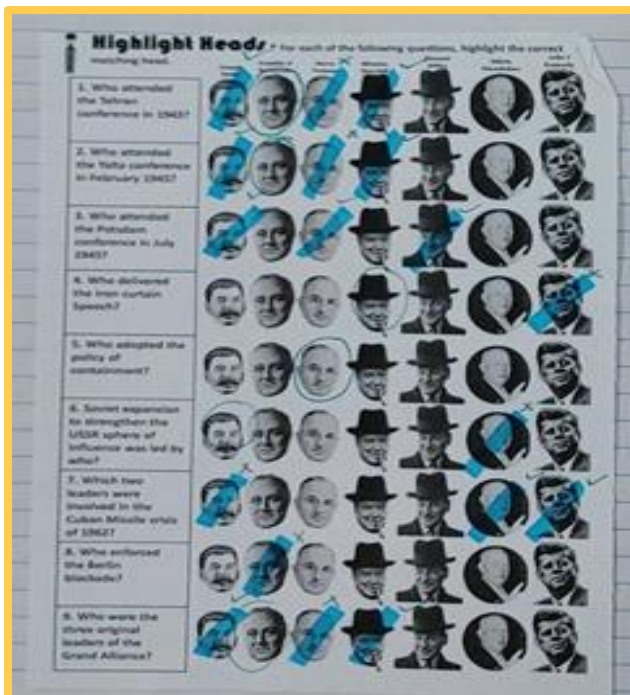 Highlight Heads - For each of the following questions, highlight the correct
matching head.
1. Who attended
the Tehran
conference in 1943?
2. Who attended
the Yalta conference
in February 1945?
3. Who attended
the Potsdam
conference in July
1945?
4. Who delivered
the Iron curtain
Speech?
5. Who adopted the
policy of
containment?
6. Soviet expansion
to strengthen the
USSR sphere of
influence was led by
who?
7. Which two
leaders were
involved in the
Cuban Missile crisis
of 1962?
8. Who enforced
the Berlin
blockade?
9. Who were the
three original
leaders of the
Grand Alliance?